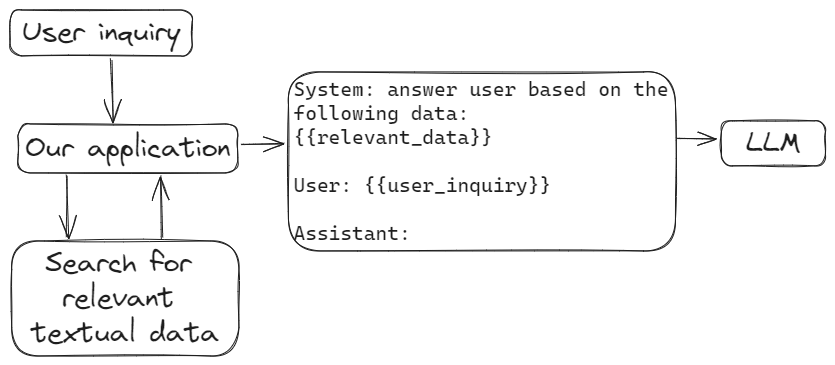 User inquiry
Our application
Search for
relevant
textual data
System: answer user based on the
following data:
{{relevant_data}}
User: {{user_inquiry}}
Assistant:
LLM